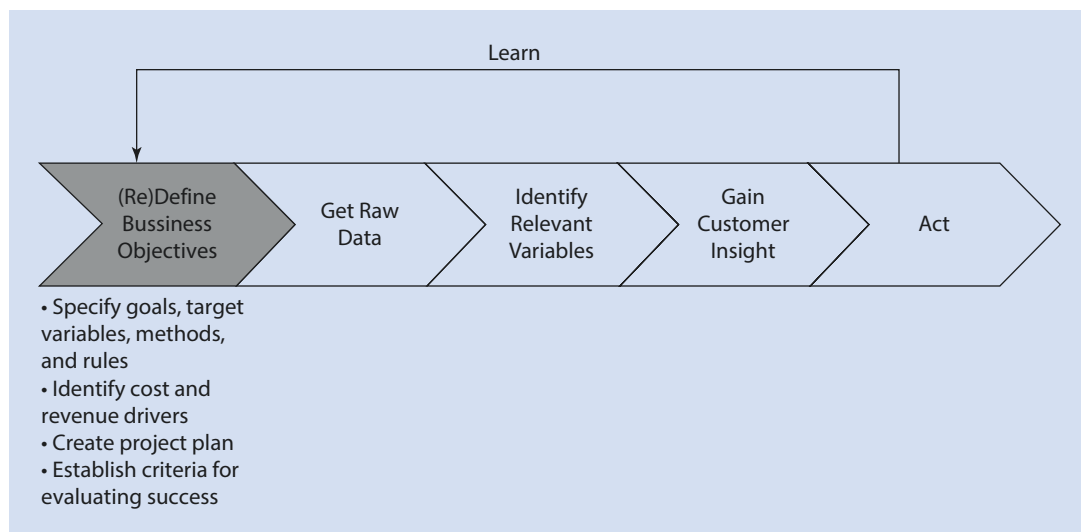 Learn
(Re)Define
Bussiness
Objectives
Get Raw
Data
Identify
Relevant
Variables
Gain
Customer
Insight
Act
• Specify goals, target
variables, methods,
and rules
• Identify cost and
revenue drivers
• Create project plan
• Establish criteria for
evaluating success